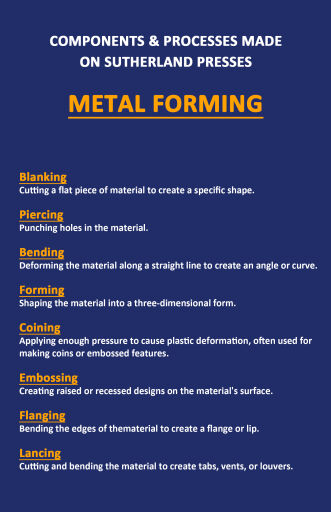 COMPONENTS & PROCESSES MADE
ON SUTHERLAND PRESSES
METAL FORMING
Blanking
Cutting a flat piece of material to create a specific shape.
Piercing
Punching holes in the material.
Bending
Deforming the material along a straight line to create an angle or curve.
Forming
Shaping the material into a three-dimensional form.
Coining
Applying enough pressure to cause plastic deformation, often used for
making coins or embossed features.
Embossing
Creating raised or recessed designs on the material's surface.
Flanging
Bending the edges of thematerial to create a flange or lip.
Lancing
Cutting and bending the material to create tabs, vents, or louvers.